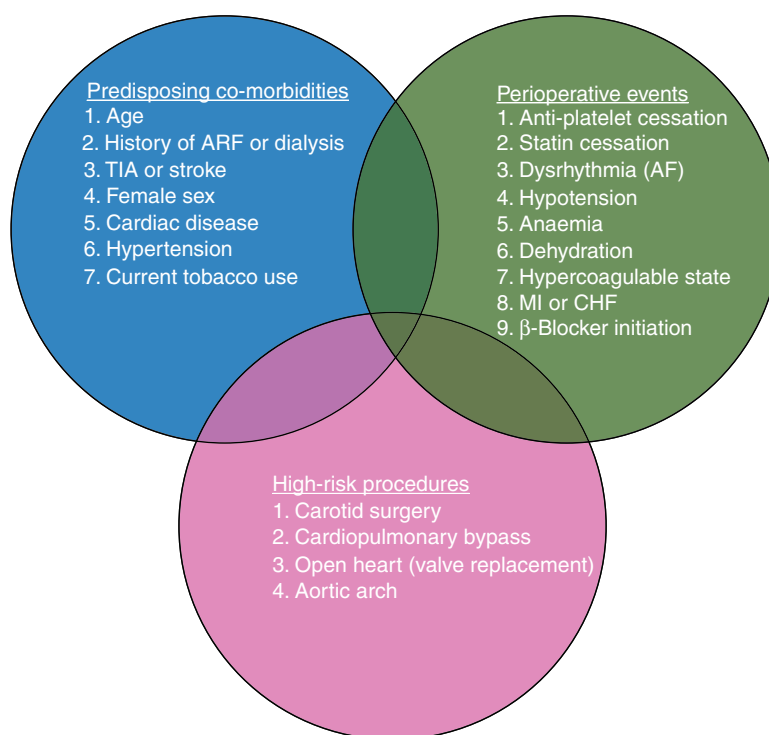 Predisposing co-morbidities
1. Age
2. History of ARF or dialysis
3. TIA or stroke
4. Female sex
5. Cardiac disease
6. Hypertension
7. Current tobacco use
Perioperative events
1. Anti-platelet cessation
2. Statin cessation
3. Dysrhythmia (AF)
4. Hypotension
5. Anaemia
6. Dehydration
7. Hypercoagulable state
8. MI or CHF
9. β-Blocker initiation
High-risk procedures
1. Carotid surgery
2. Cardiopulmonary bypass
3. Open heart (valve replacement)
4. Aortic arch